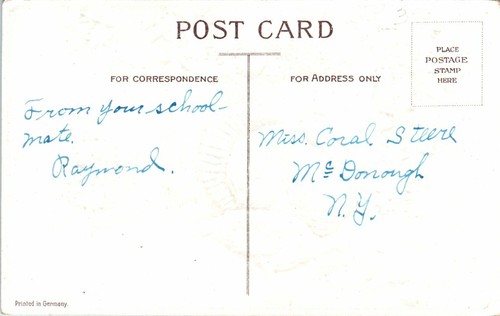 POST CARD
PLACE
POSTAGE
STAMP
HERE
FOR CORRESPONDENCE
FOR ADDRESS ONLY
From your school-
mate.
Raymond.
Miss. Coral Steere
Mc Donough
N.Y.
Printed in Germany.